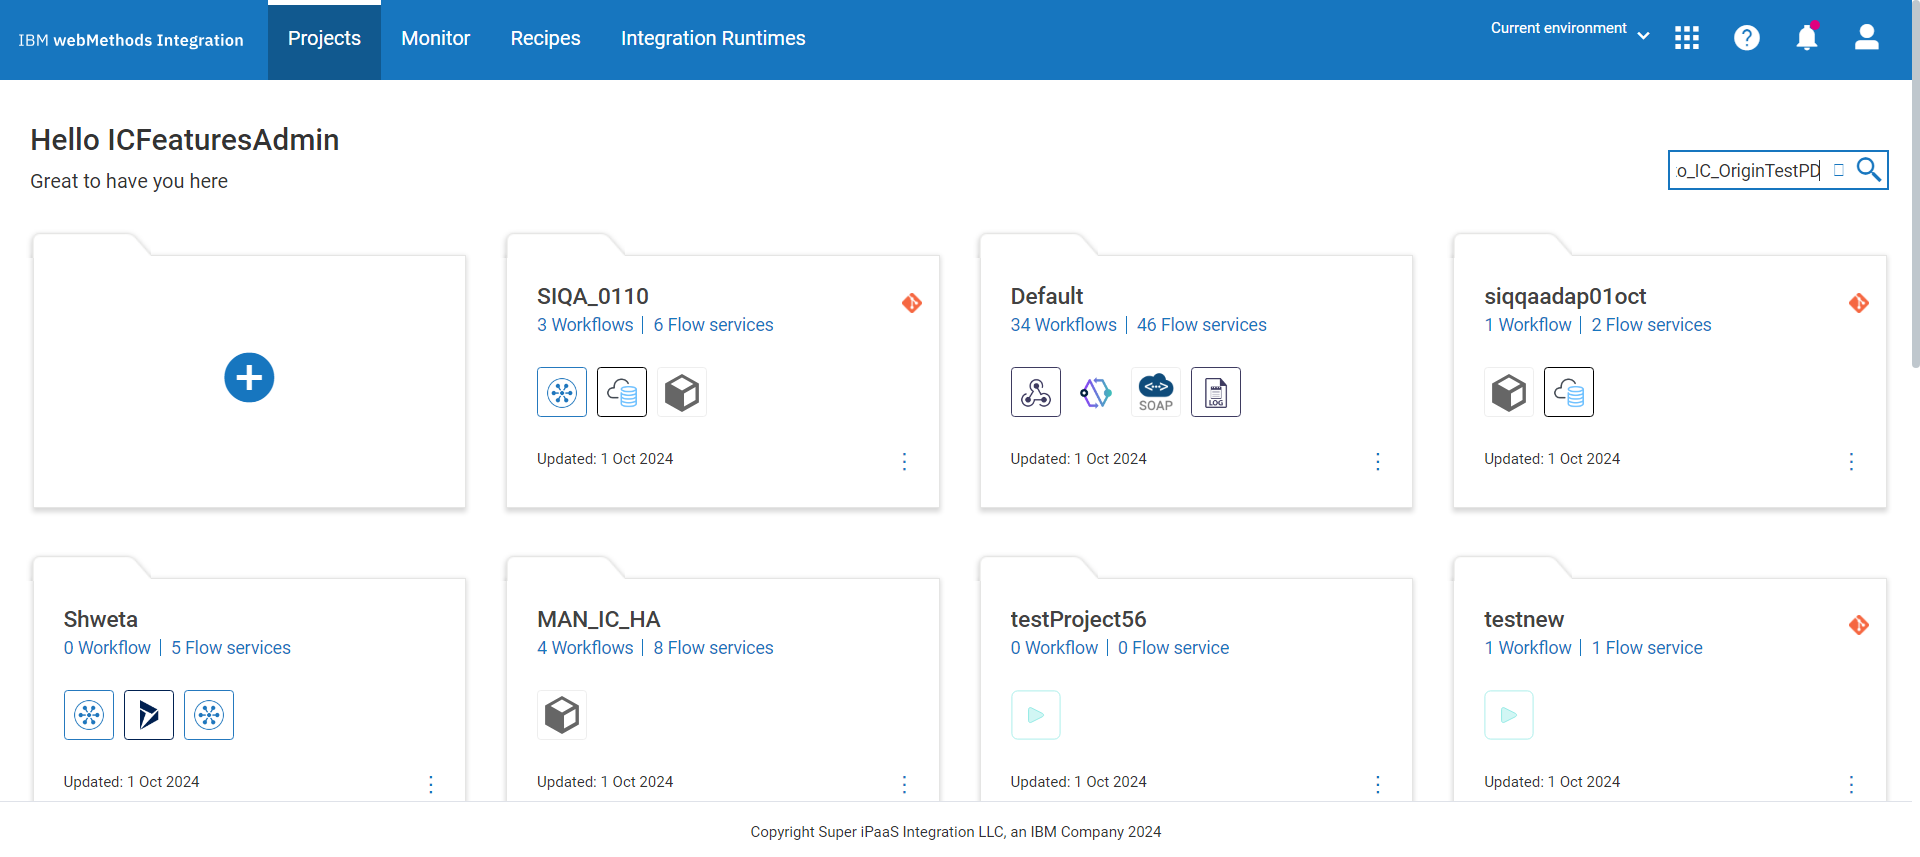 IBM webMethods Integration
Projects
Monitor
Recipes
Integration Runtimes
Current environment
?
Hello ICFeaturesAdmin
Great to have you here
o_IC_OriginTestPD
SIQA_0110
3 Workflows | 6 Flow services
Updated: 1 Oct 2024
Default
34 Workflows | 46 Flow services
SOAP
LOG
Updated: 1 Oct 2024
siqqaadap01oct
1 Workflow | 2 Flow services
Updated: 1 Oct 2024
Shweta
0 Workflow | 5 Flow services
Updated: 1 Oct 2024
MAN_IC_HA
4 Workflows | 8 Flow services
Updated: 1 Oct 2024
testProject56
0 Workflow | 0 Flow service
Updated: 1 Oct 2024
testnew
1 Workflow | 1 Flow service
Updated: 1 Oct 2024
Copyright Super iPaaS Integration LLC, an IBM Company 2024